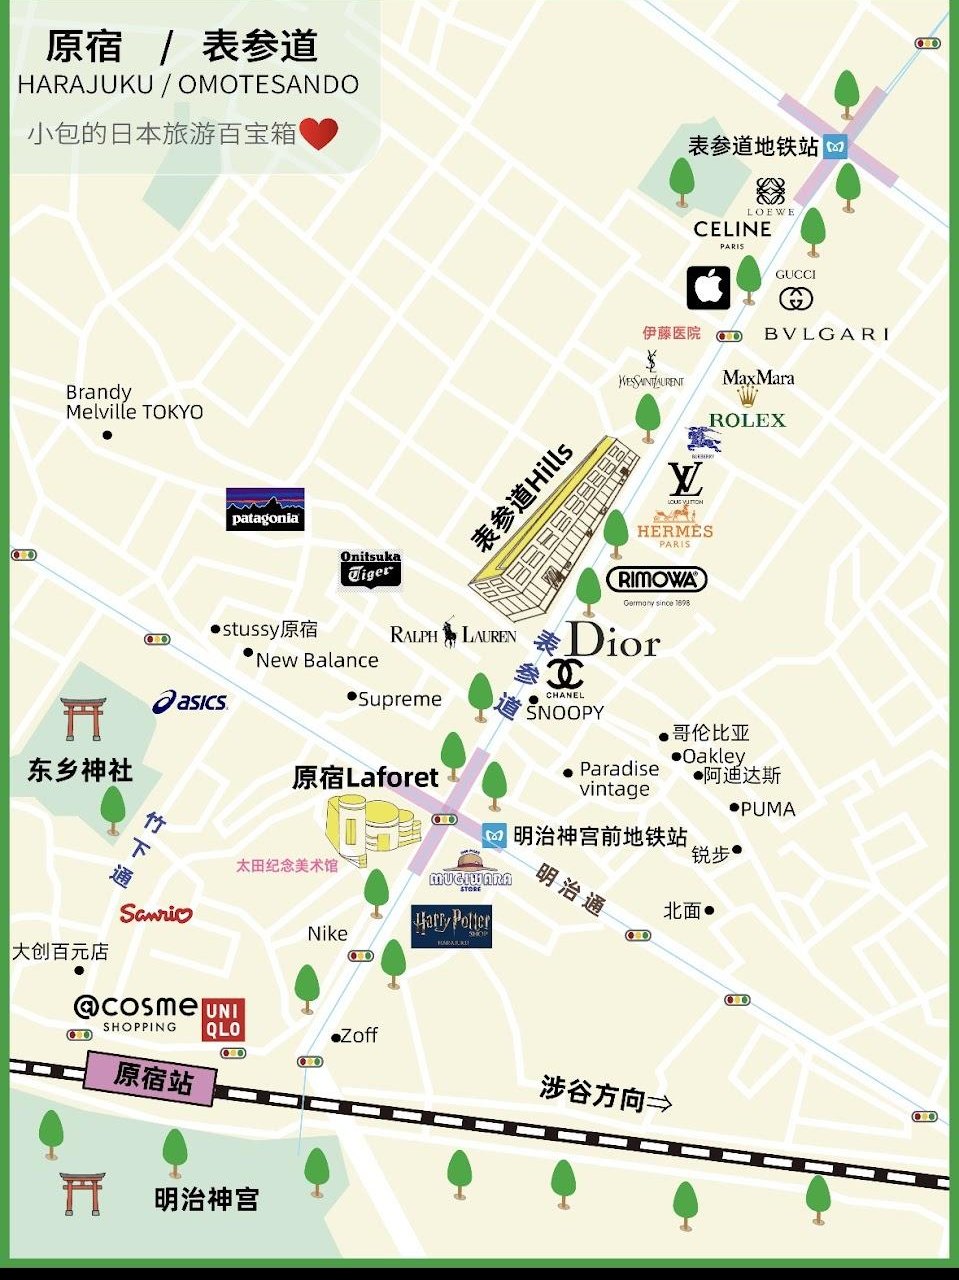 原宿 / 表参道
HARAJUKU / OMOTESANDO
小包的日本旅游百宝箱
表参道地铁站
LOEWE
CELINE
PARIS
GUCCI
伊藤医院
BVLGARI
YVESSAINTLAURENT
MaxMara
ROLEX
BURBERRY
Brandy
Melville TOKYO
表参道Hills
LOUIS VUITTON
HERMÈS
PARIS
patagonia
Onitsuka
Tiger
RIMOWA
Germany since 1898
stussy原宿
RALPH LAUREN
表参道
Dior
New Balance
CHANEL
asics
Supreme
SNOOPY
哥伦比亚
Oakley
东乡神社
原宿Laforet
Paradise
vintage
阿迪达斯
PUMA
竹下通
明治神宫前地铁站
锐步
太田纪念美术馆
MUGIWARA
STORE
明治通
Sanrio
Harry Potter
SHOP
HARAJUKU
北面
Nike
大创百元店
@cosme
SHOPPING
UNI
QLO
Zoff
原宿站
涉谷方向⇒
明治神宫